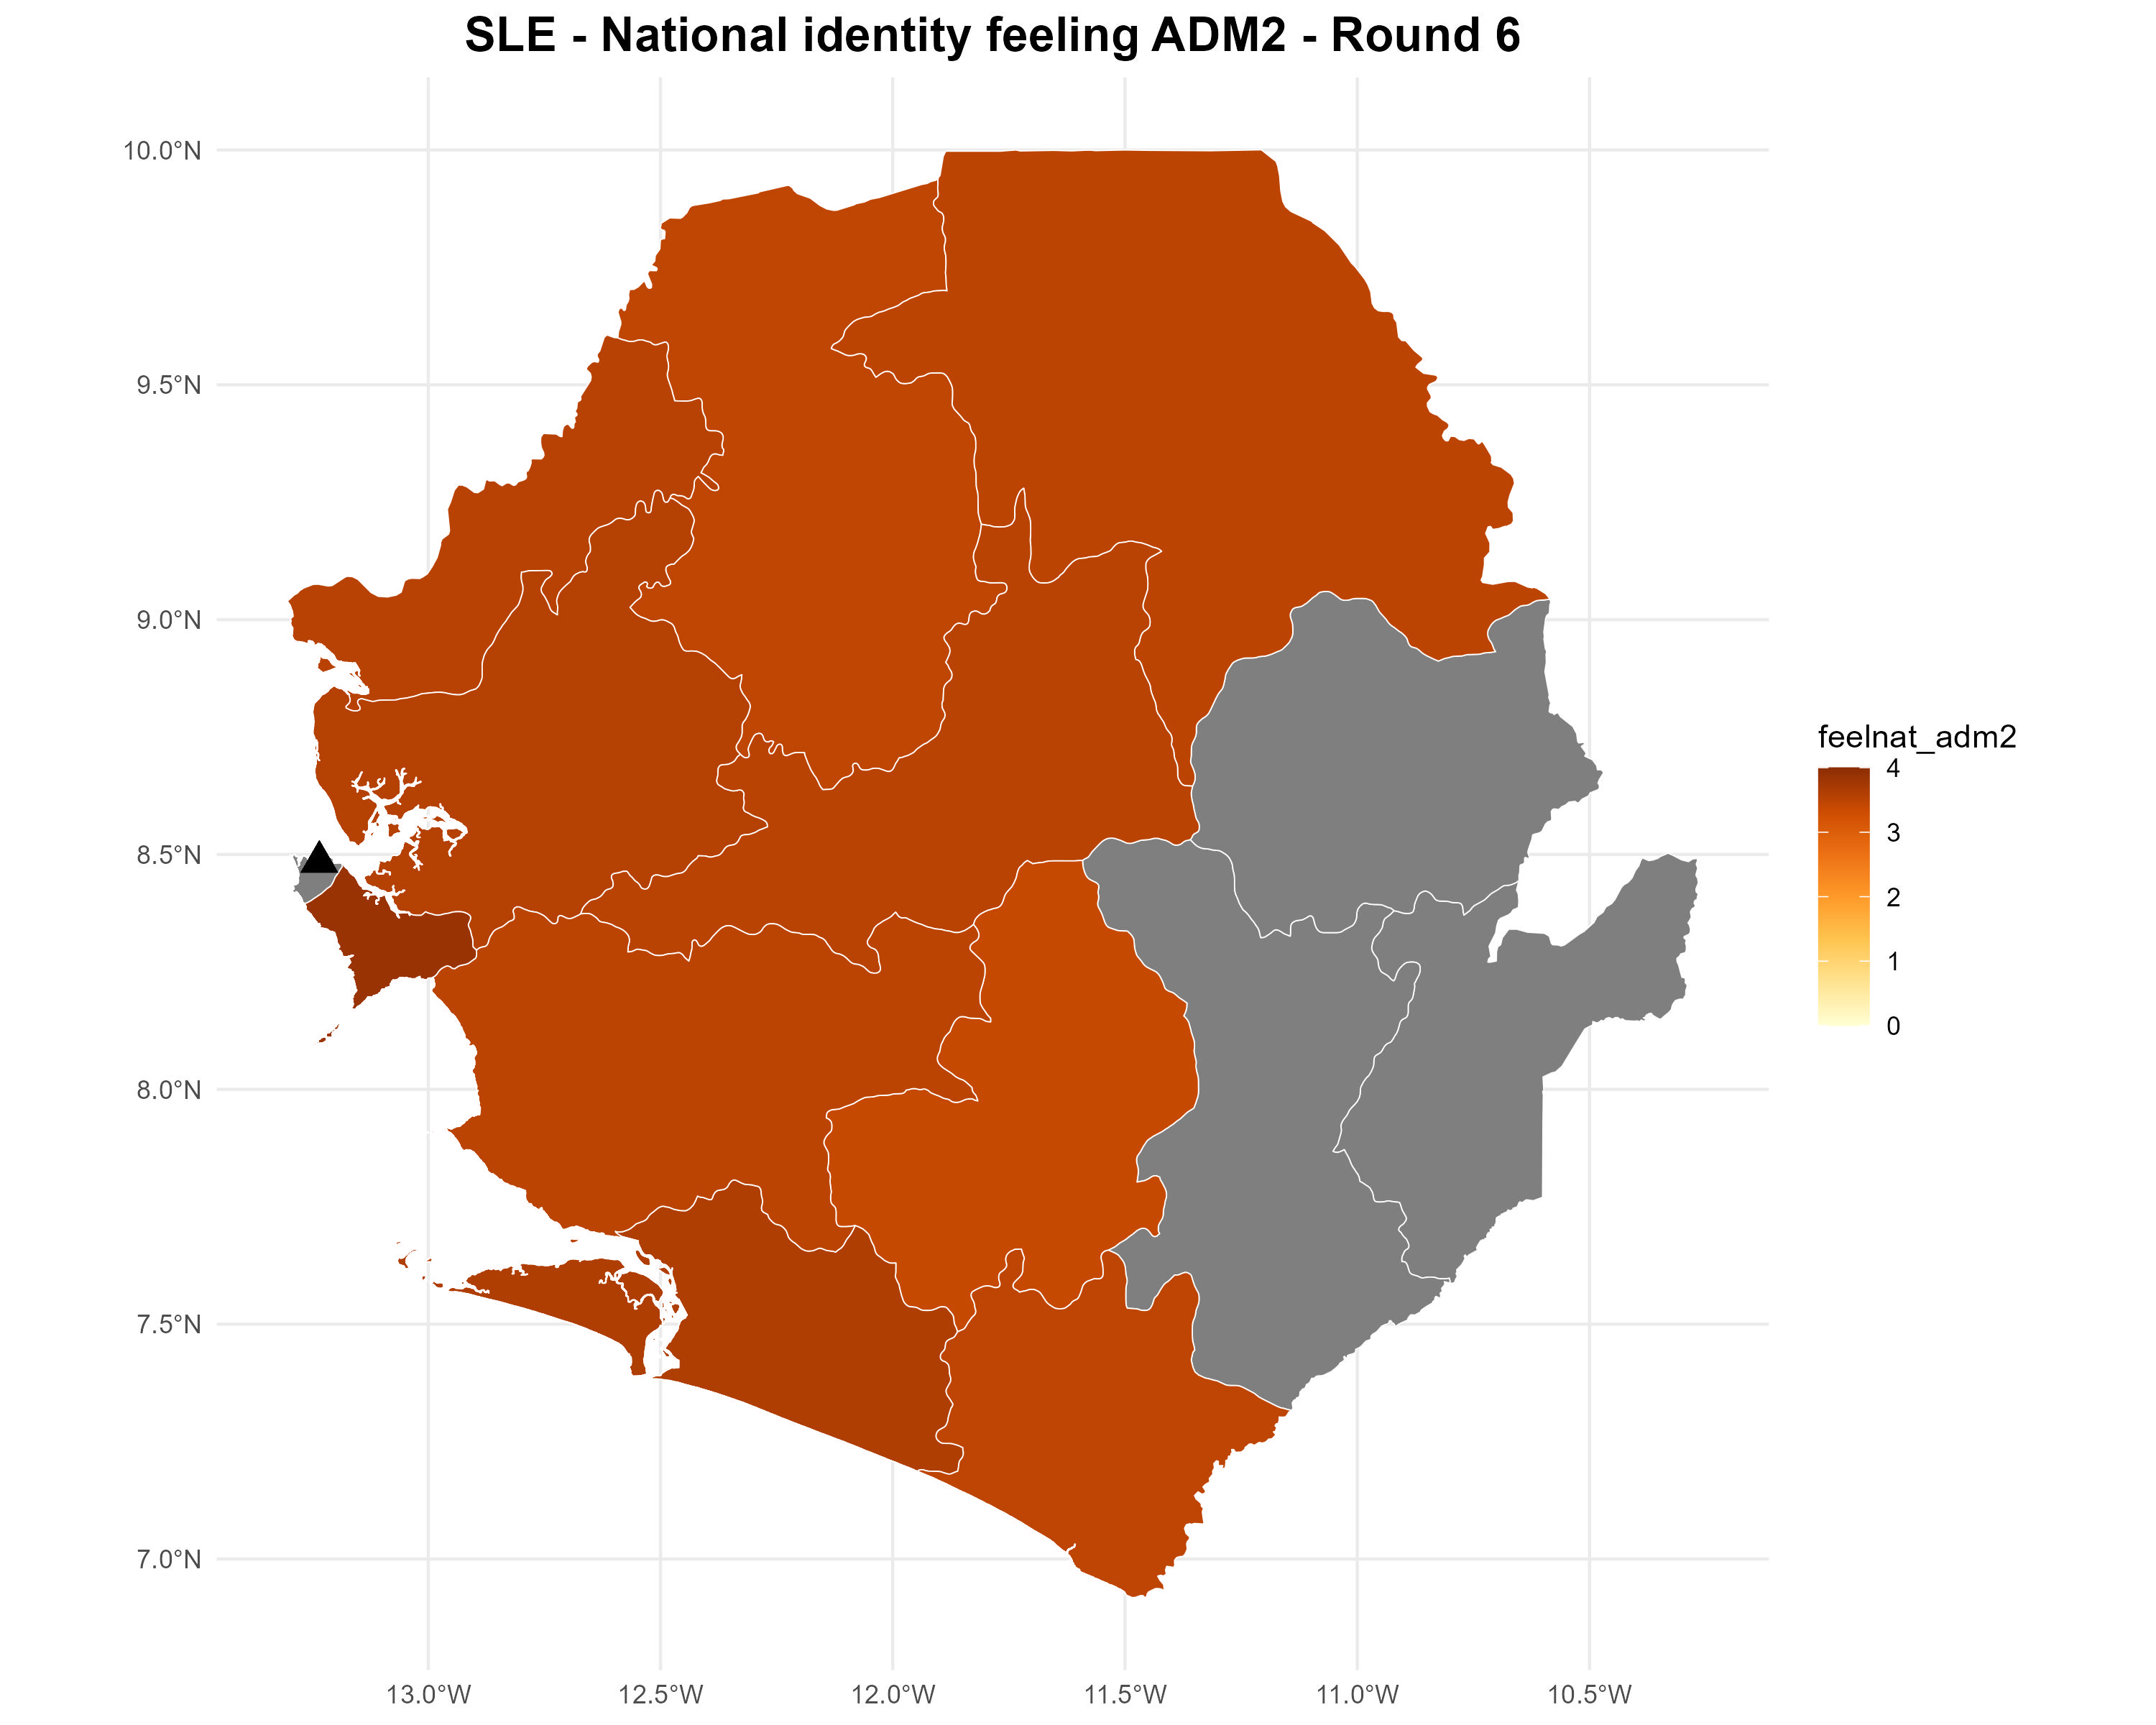 SLE - National identity feeling ADM2 - Round 6
10.0°N
9.5°N
9.0°N
8.5°N
8.0°N
7.5°N
7.0°N
13.0°W
12.5°W
12.0°W
11.5°W
11.0°W
10.5°W
feelnat_adm2
4
3
2
1
0